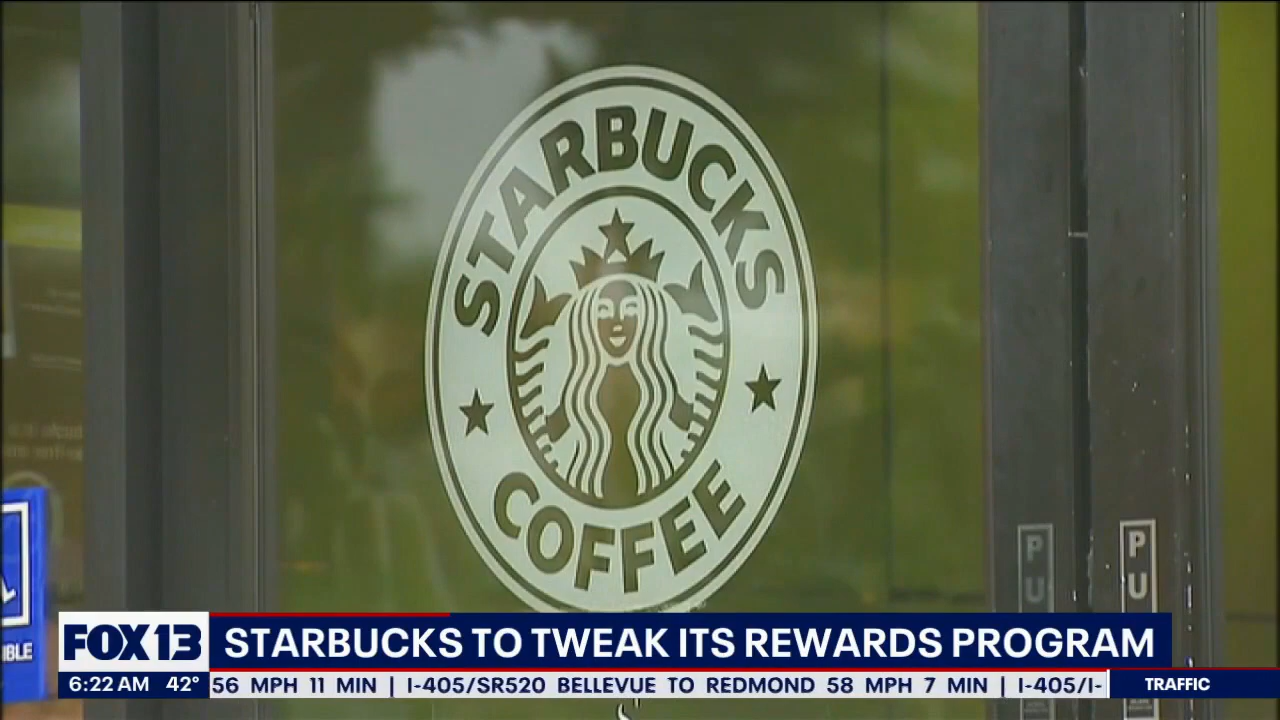 STARBUCKS
COFFEE
PU
PU
IBLE
FOX 13
STARBUCKS TO TWEAK ITS REWARDS PROGRAM
6:22 AM 42°
56 MPH 11 MIN | I-405/SR520 BELLEVUE TO REDMOND 58 MPH 7 MIN | I-405/I-
TRAFFIC